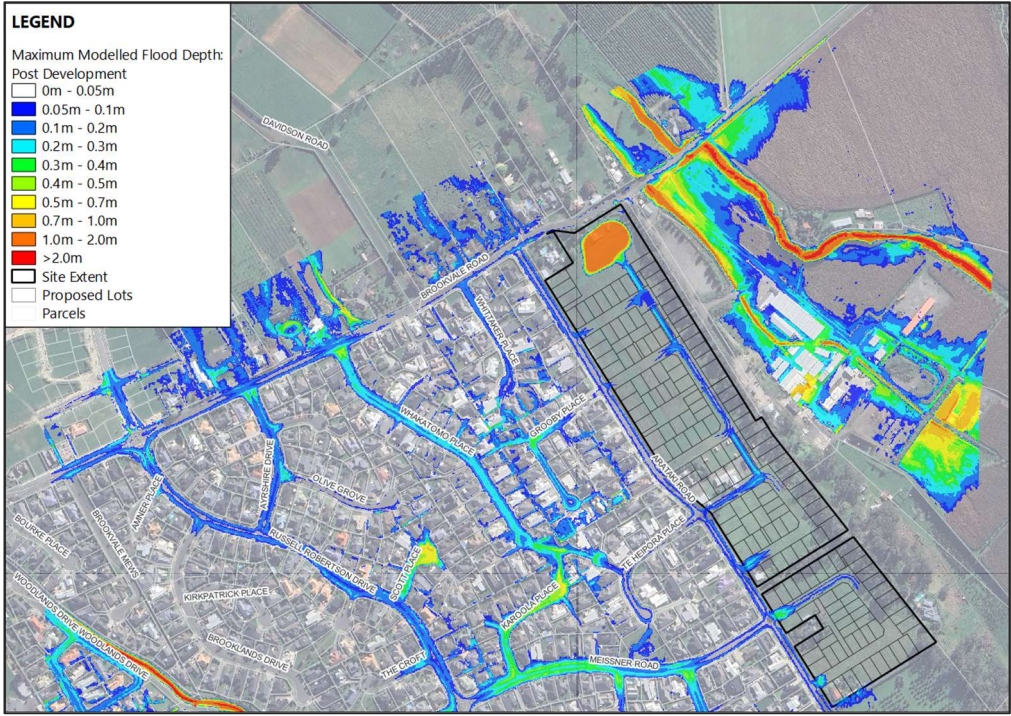 LEGEND
Maximum Modelled Flood Depth:
Post Development
0m - 0.05m
0.05m - 0.1m
0.1m - 0.2m
0.2m - 0.3m
0.3m - 0.4m
0.4m - 0.5m
0.5m - 0.7m
0.7m - 1.0m
1.0m - 2.0m
>2.0m
Site Extent
Proposed Lots
Parcels
DAVIDSON ROAD
BROOKVALE ROAD
WHITTAKER PLACE
WHAKATOMO PLACE
GROOBY PLACE
ARATAKI ROAD
AYRSHIRE DRIVE
OLIVE GROVE
AMNER PLACE
BOURKE PLACE
BROOKVALE MEWS
RUSSELL ROBERTSON DRIVE
SCOTT PLACE
TE HEIPORA PLACE
KIRKPATRICK PLACE
KAROOLA PLACE
WOODLANDS DRIVE
WOODLANDS DRIVE
BROOKLANDS DRIVE
THE CROFT
MEISSNER ROAD